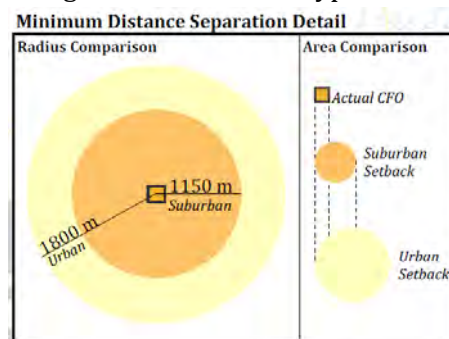 Minimum Distance Separation Detail
Radius Comparison
Area Comparison
Actual CFO
1150 m
Suburban
Suburban
Setback
1800 m
Urban
Urban
Setback